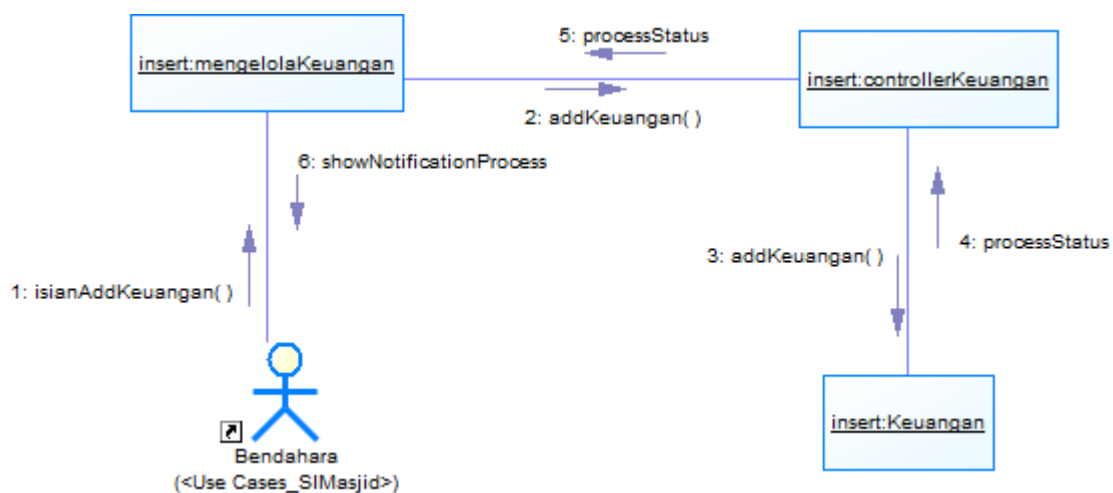 5: processStatus
insert:mengelolaKeuangan
insert:controllerKeuangan
2: addKeuangan( )
6: showNotificationProcess
3: addKeuangan( )
4: processStatus
1: isianAddKeuangan( )
insert:Keuangan
Bendahara
(<Use Cases_SIMasjid>)